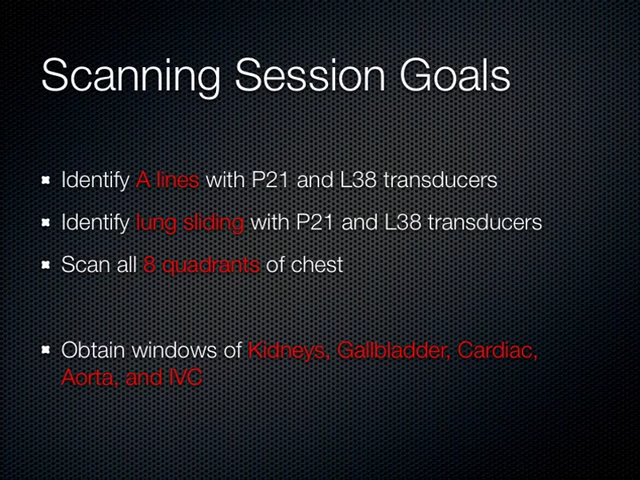 Scanning Session Goals
Identify A lines with P21 and L38 transducers
Identify lung sliding with P21 and L38 transducers
Scan all 8 quadrants of chest
Obtain windows of Kidneys, Gallbladder, Cardiac,
Aorta, and IVC